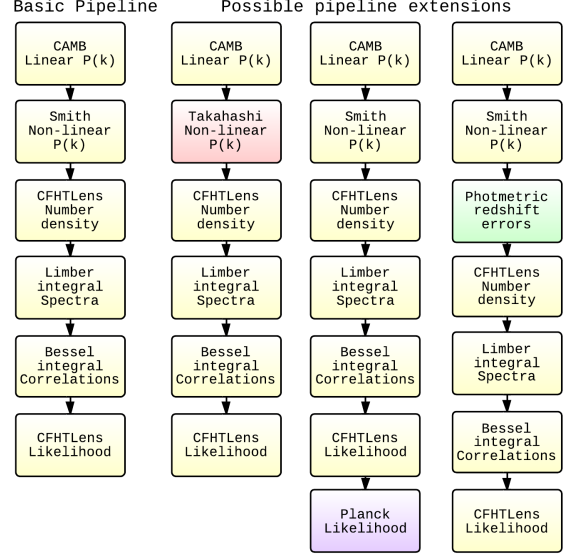 Basic Pipeline
Possible pipeline extensions
CAMB
Linear P(k)
Smith
Non-linear
P(k)
CFHTLens
Number
density
Limber
integral
Spectra
Bessel
integral
Correlations
CFHTLens
Likelihood
CAMB
Linear P(k)
Takahashi
Non-linear
P(k)
CFHTLens
Number
density
Limber
integral
Spectra
Bessel
integral
Correlations
CFHTLens
Likelihood
CAMB
Linear P(k)
Smith
Non-linear
P(k)
CFHTLens
Number
density
Limber
integral
Spectra
Bessel
integral
Correlations
CFHTLens
Likelihood
Planck
Likelihood
CAMB
Linear P(k)
Smith
Non-linear
P(k)
Photmetric
redshift
errors
CFHTLens
Number
density
Limber
integral
Spectra
Bessel
integral
Correlations
CFHTLens
Likelihood